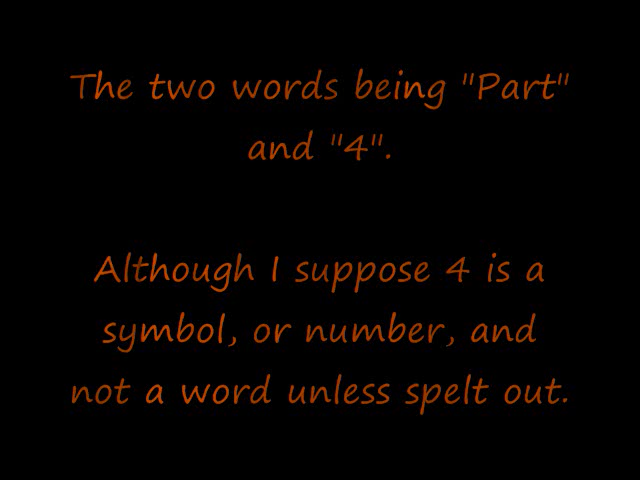 The two words being "Part"
and "4".
Although I suppose 4 is a
symbol, or number, and
not a word unless spelt out.